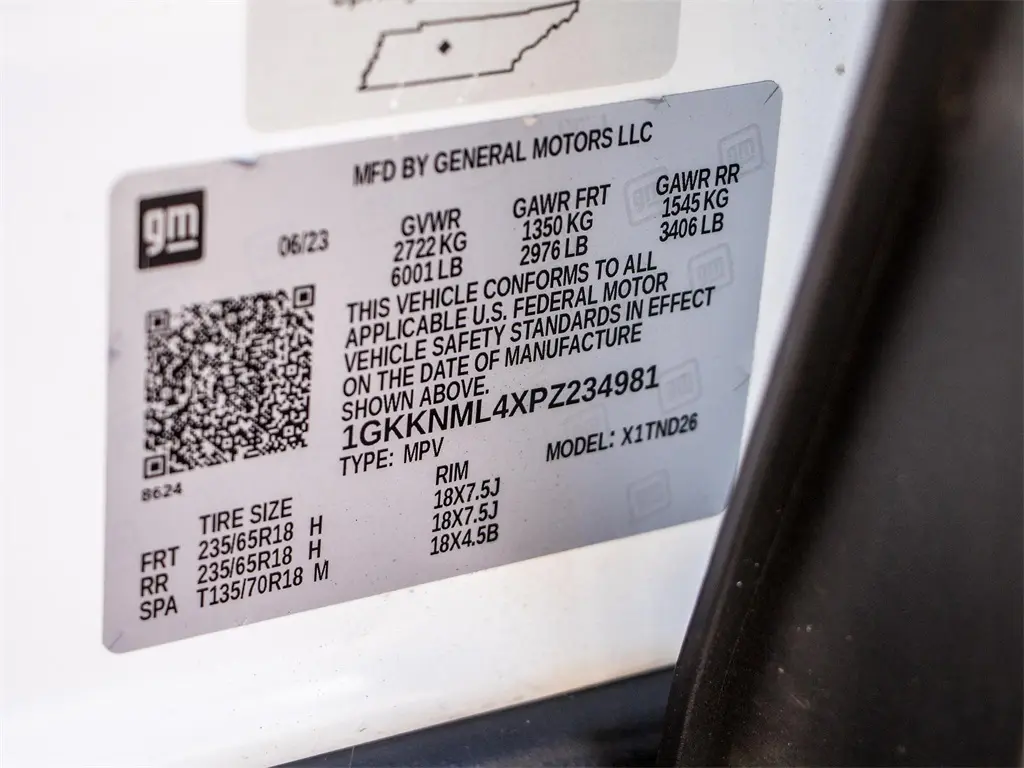 MFD BY GENERAL MOTORS LLC
gm
06/23
GVWR
2722 KG
6001 LB
GAWR FRT
1350 KG
2976 LB
GAWR RR
1545 KG
3406 LB
THIS VEHICLE CONFORMS TO ALL
APPLICABLE U.S. FEDERAL MOTOR
VEHICLE SAFETY STANDARDS IN EFFECT
ON THE DATE OF MANUFACTURE
SHOWN ABOVE.
1GKKNML4XPZ234981
TYPE: MPV
MODEL: X1TND26
8624
TIRE SIZE
RIM
FRT 235/65R18 H 18X7.5J
RR 235/65R18 H 18X7.5J
SPA T135/70R18 M 18X4.5B